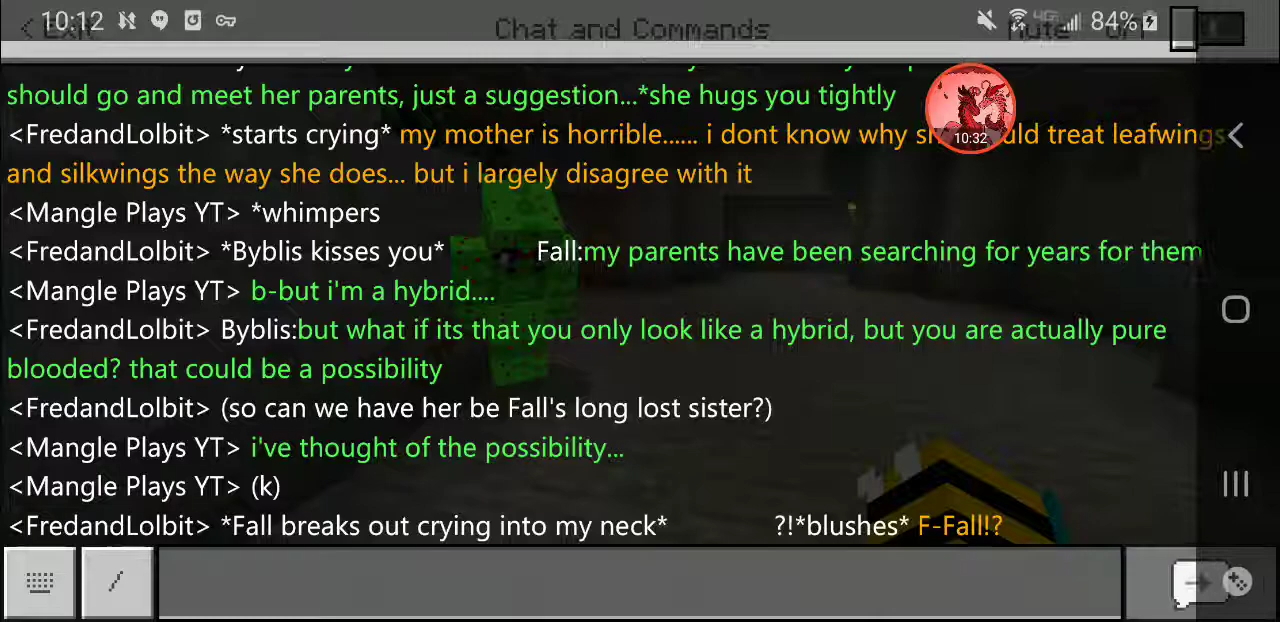 10:12 84%
Exit Chat and Commands Mute
should go and meet her parents, just a suggestion...*she hugs you tightly
10:32
<FredandLolbit> *starts crying* my mother is horrible...... i dont know why treat leafwings
and silkwings the way she does... but i largely disagree with it
<Mangle Plays YT> *whimpers
<FredandLolbit> *Byblis kisses you* Fall:my parents have been searching for years for them
<Mangle Plays YT> b-but i'm a hybrid....
<FredandLolbit> Byblis:but what if its that you only look like a hybrid, but you are actually pure
blooded? that could be a possibility
<FredandLolbit> (so can we have her be Fall's long lost sister?)
<Mangle Plays YT> i've thought of the possibility...
<Mangle Plays YT> (k)
<FredandLolbit> *Fall breaks out crying into my neck* ?!*blushes* F-Fall!?
/